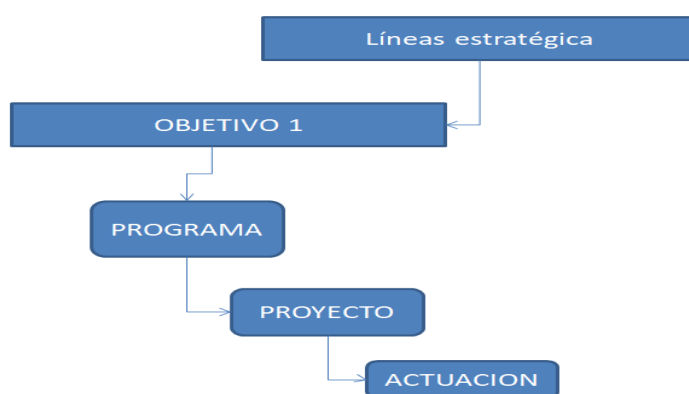 Líneas estratégica
OBJETIVO 1
PROGRAMA
PROYECTO
ACTUACION